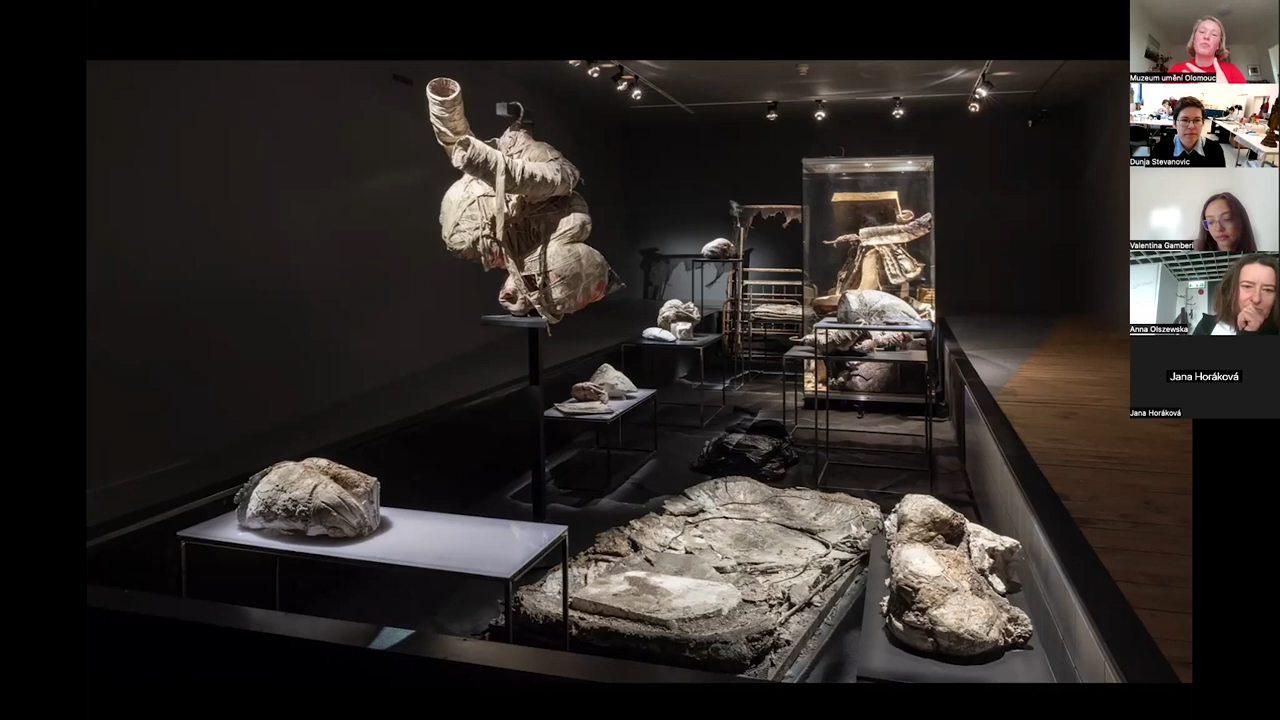 Muzeum umění Olomouc
Dunja Stevanovic
Valentina Gamberi
Anna Olszewska
Jana Horáková
Jana Horáková